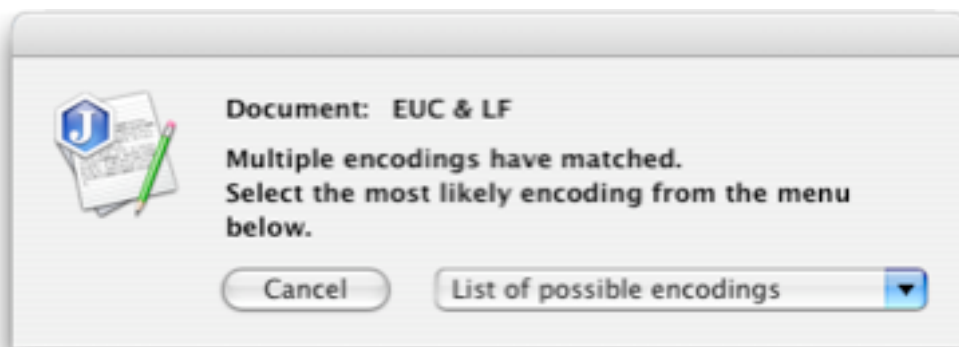 J
Document: EUC & LF
Multiple encodings have matched.
Select the most likely encoding from the menu
below.
Cancel
List of possible encodings